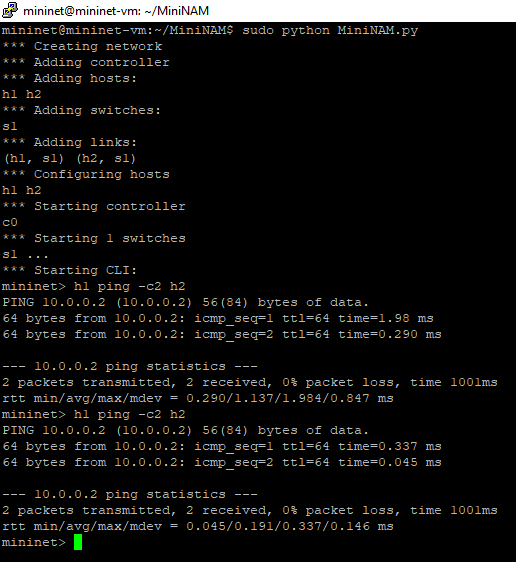 mininet@mininet-vm: ~/MiniNAM
mininet@mininet-vm:~/MiniNAM$ sudo python MiniNAM.py
*** Creating network
*** Adding controller
*** Adding hosts:
h1 h2
*** Adding switches:
s1
*** Adding links:
(h1, s1) (h2, s1)
*** Configuring hosts
h1 h2
*** Starting controller
c0
*** Starting 1 switches
s1 ...
*** Starting CLI:
mininet> h1 ping -c2 h2
PING 10.0.0.2 (10.0.0.2) 56(84) bytes of data.
64 bytes from 10.0.0.2: icmp_seq=1 ttl=64 time=1.98 ms
64 bytes from 10.0.0.2: icmp_seq=2 ttl=64 time=0.290 ms

--- 10.0.0.2 ping statistics ---
2 packets transmitted, 2 received, 0% packet loss, time 1001ms
rtt min/avg/max/mdev = 0.290/1.137/1.984/0.847 ms
mininet> h1 ping -c2 h2
PING 10.0.0.2 (10.0.0.2) 56(84) bytes of data.
64 bytes from 10.0.0.2: icmp_seq=1 ttl=64 time=0.337 ms
64 bytes from 10.0.0.2: icmp_seq=2 ttl=64 time=0.045 ms

--- 10.0.0.2 ping statistics ---
2 packets transmitted, 2 received, 0% packet loss, time 1001ms
rtt min/avg/max/mdev = 0.045/0.191/0.337/0.146 ms
mininet>